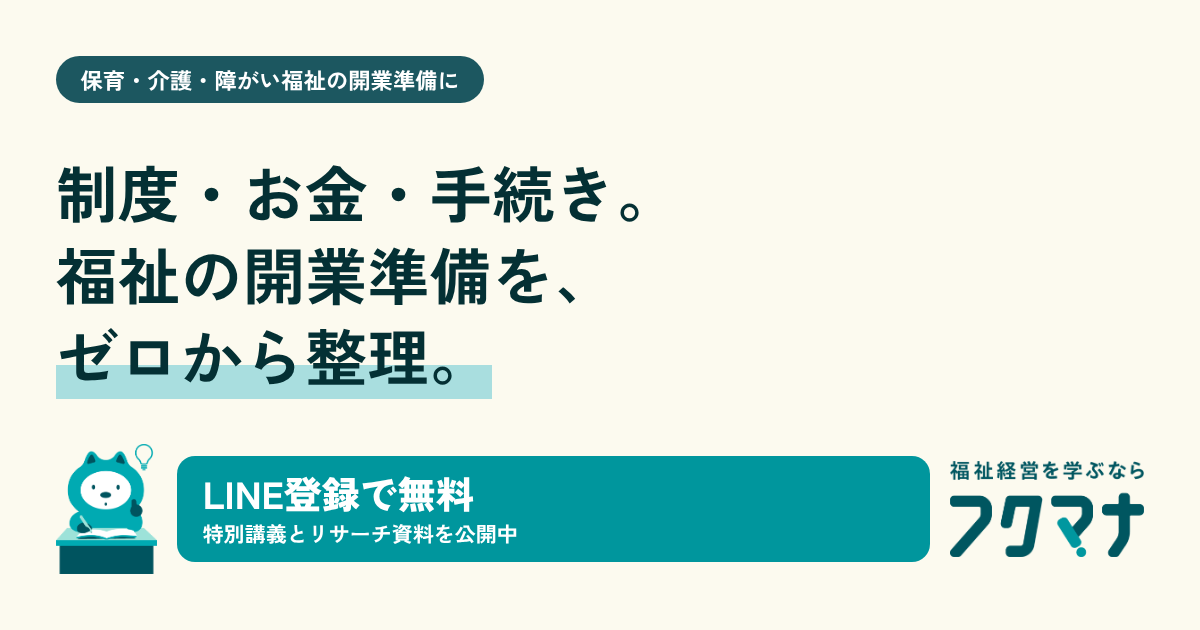 保育・介護・障がい福祉の開業準備に
制度・お金・手続き。
福祉の開業準備を、
ゼロから整理。
LINE登録で無料
特別講義とリサーチ資料を公開中
福祉経営を学ぶなら
フクマナ